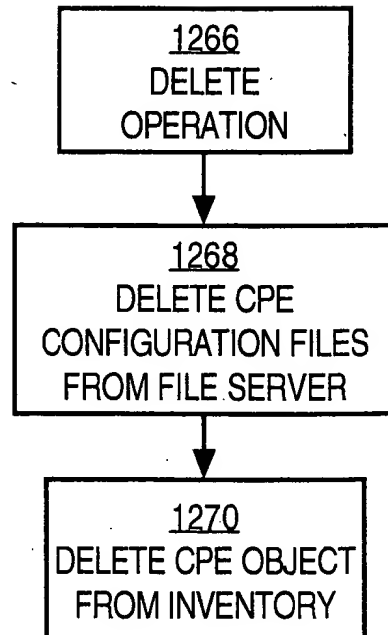 1266
DELETE
OPERATION
1268
DELETE CPE
CONFIGURATION FILES
FROM FILE SERVER
1270
DELETE CPE OBJECT
FROM INVENTORY